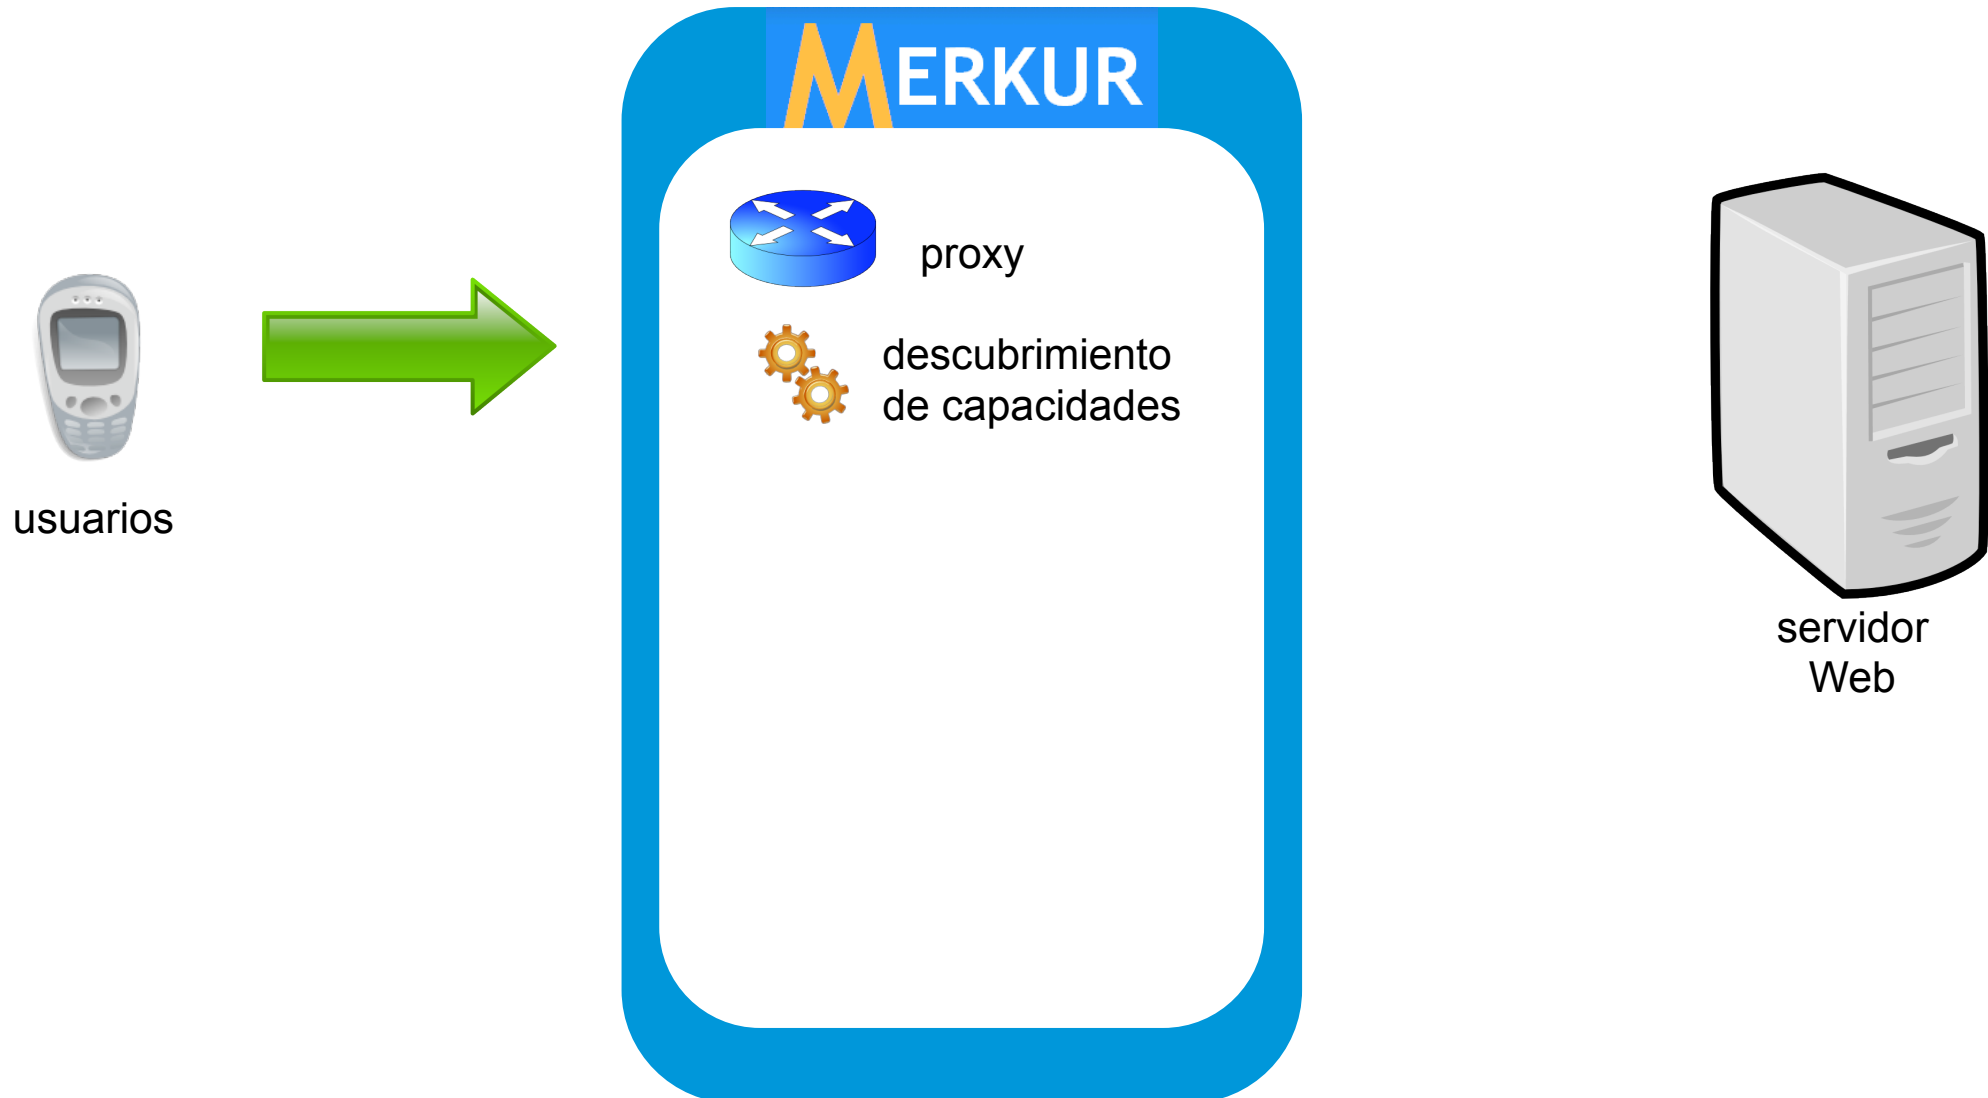 MERKUR
proxy
descubrimiento
de capacidades
usuarios
servidor
Web